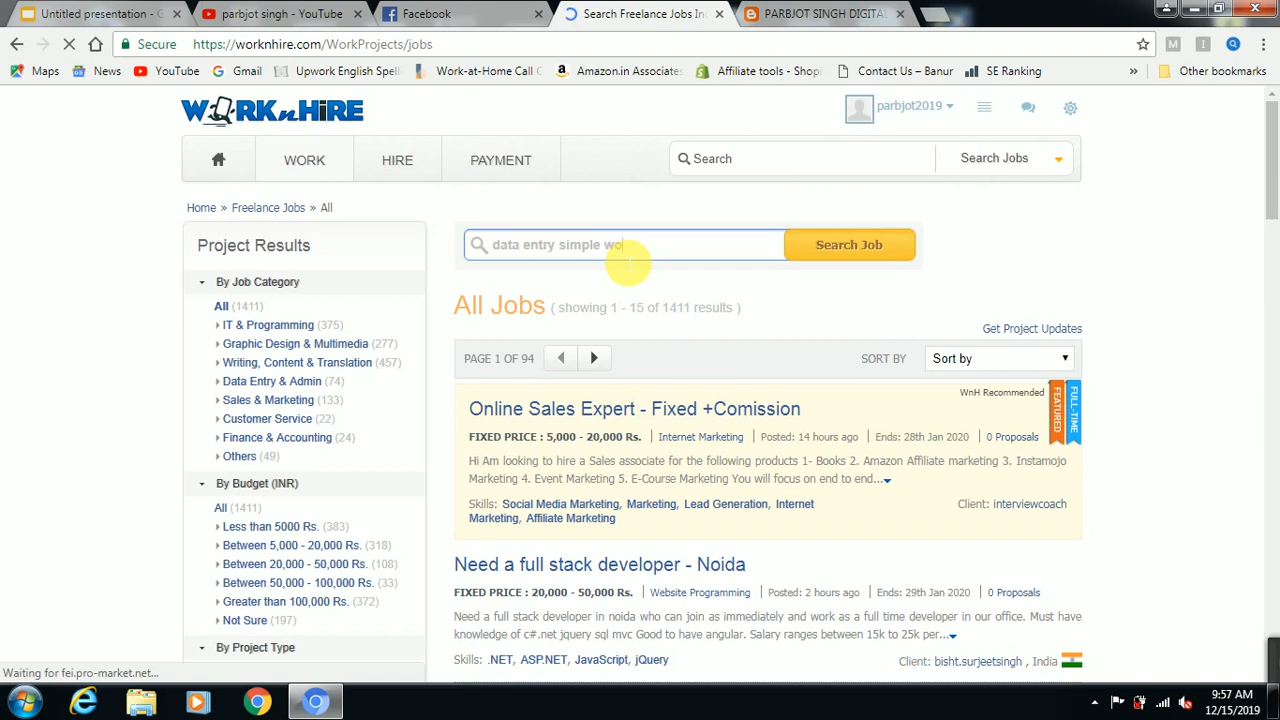 Untitled presentation - G
parbjot singh - YouTube
Facebook
Search Freelance Jobs In
PARBJOT SINGH DIGITAL
Secure
https://worknhire.com/WorkProjects/jobs
Maps
News
YouTube
Gmail
Upwork English Spell
Work-at-Home Call C
Amazon.in Associates
Affiliate tools - Shopi
Contact Us – Banur
SE Ranking
»
Other bookmarks
WORKnHIRE
parbjot2019
WORK
HIRE
PAYMENT
Search
Search Jobs
Home » Freelance Jobs » All
Project Results
By Job Category
All (1411)
IT & Programming (375)
Graphic Design & Multimedia (277)
Writing, Content & Translation (457)
Data Entry & Admin (74)
Sales & Marketing (133)
Customer Service (22)
Finance & Accounting (24)
Others (49)
By Budget (INR)
All (1411)
Less than 5000 Rs. (383)
Between 5,000 - 20,000 Rs. (318)
Between 20,000 - 50,000 Rs. (108)
Between 50,000 - 100,000 Rs. (33)
Greater than 100,000 Rs. (372)
Not Sure (197)
By Project Type
data entry simple wo
Search Job
All Jobs ( showing 1 - 15 of 1411 results )
Get Project Updates
PAGE 1 OF 94
SORT BY
Sort by
WnH Recommended
FEATURED
FULL-TIME
Online Sales Expert - Fixed +Comission
FIXED PRICE : 5,000 - 20,000 Rs. | Internet Marketing | Posted: 14 hours ago | Ends: 28th Jan 2020 | 0 Proposals
Hi Am looking to hire a Sales associate for the following products 1- Books 2. Amazon Affiliate marketing 3. Instamojo
Marketing 4. Event Marketing 5. E-Course Marketing You will focus on end to end...
Skills: Social Media Marketing, Marketing, Lead Generation, Internet
Marketing, Affiliate Marketing
Client: interviewcoach
Need a full stack developer - Noida
FIXED PRICE : 20,000 - 50,000 Rs. | Website Programming | Posted: 2 hours ago | Ends: 29th Jan 2020 | 0 Proposals
Need a full stack developer in noida who can join as immediately and work as a full time developer in our office. Must have
knowledge of c#.net jquery sql mvc Good to have angular. Salary ranges between 15k to 25k per...
Skills: .NET, ASP.NET, JavaScript, jQuery
Client: bisht.surjeetsingh , India
Waiting for fei.pro-market.net...
9:57 AM
12/15/2019